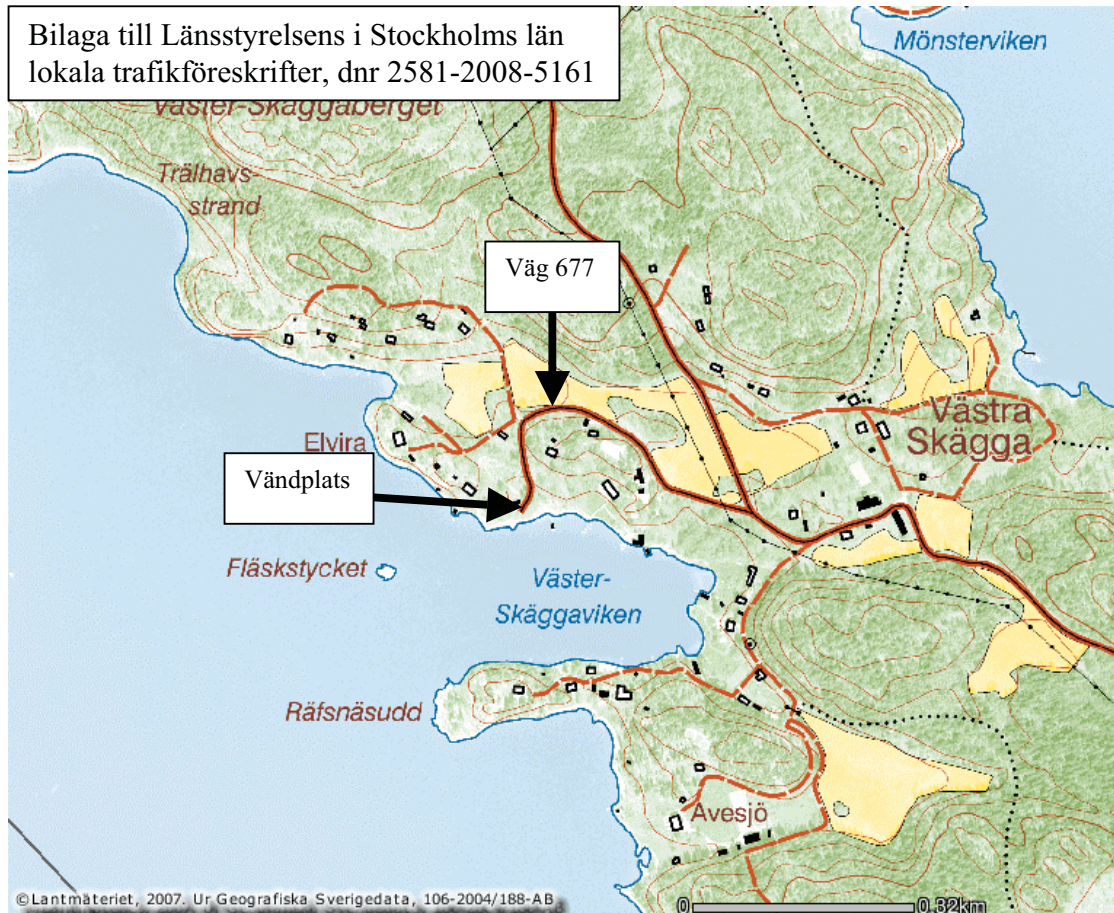 Bilaga till Länsstyrelsens i Stockholms län
lokala trafikföreskrifter, dnr 2581-2008-5161
Mönsterviken
Väster-Skäggaberget
Trälhavs-
strand
Väg 677
Västra
Skägga
Elvira
Vändplats
Fläskstycket
Väster-
Skäggaviken
Räfsnäsudd
Avesjö
©Lantmäteriet, 2007. Ur Geografiska Sverigedata, 106-2004/188-AB
0 0.32km